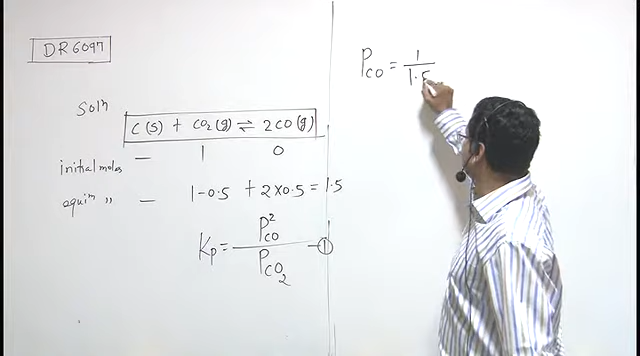 DR6097
Soln
C(s) + CO₂(g) ⇌ 2CO(g)
initial moles — 1 0
equim " — 1-0.5 + 2×0.5 = 1.5
Kp = P²CO / PCO₂ —①
PCO = 1 / 1.5